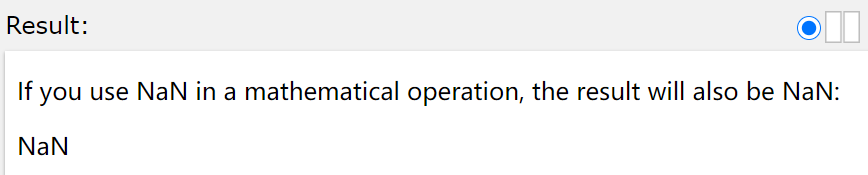 Result:
If you use NaN in a mathematical operation, the result will also be NaN:
NaN